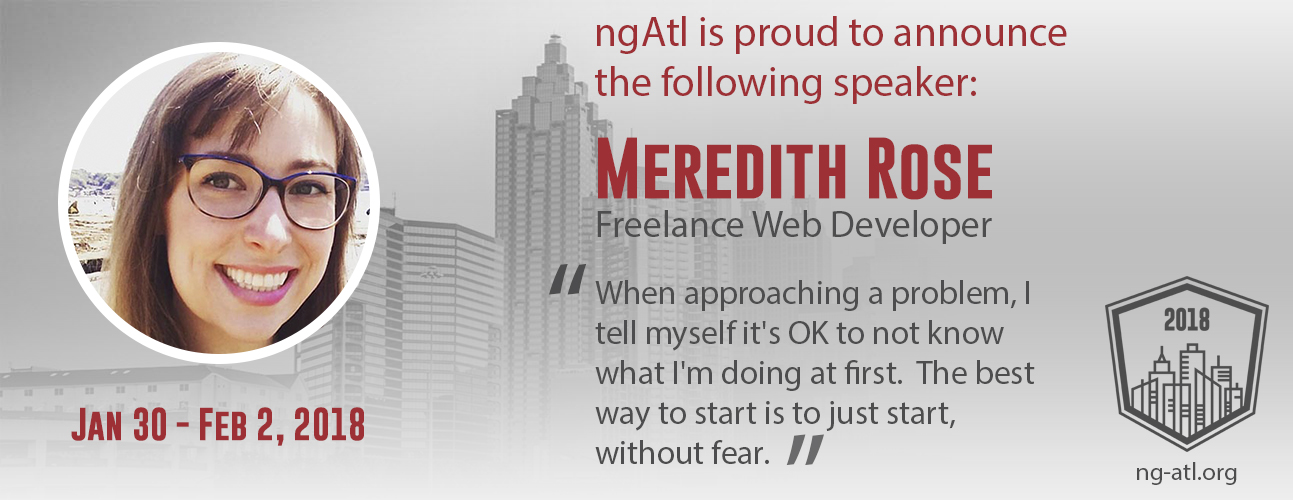 ngAtl is proud to announce
the following speaker:
MEREDITH ROSE
Freelance Web Developer
“ When approaching a problem, I
tell myself it's OK to not know
what I'm doing at first.  The best
way to start is to just start,
without fear. ”
JAN 30 - FEB 2, 2018
2018
ng-atl.org